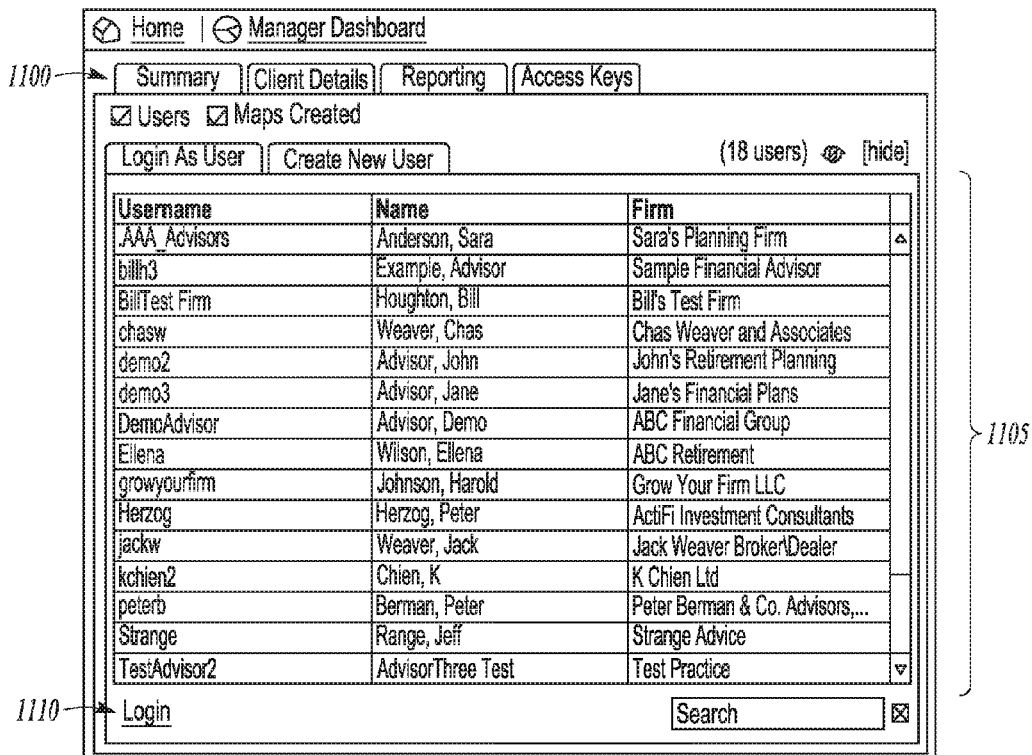 Home | Manager Dashboard
1100
Summary Client Details Reporting Access Keys
Users Maps Created
Login As User Create New User (18 users) [hide]
Username Name Firm
.AAA_Advisors Anderson, Sara Sara's Planning Firm
billh3 Example, Advisor Sample Financial Advisor
BillTest Firm Houghton, Bill Bill's Test Firm
chasw Weaver, Chas Chas Weaver and Associates
demo2 Advisor, John John's Retirement Planning
demo3 Advisor, Jane Jane's Financial Plans
DemoAdvisor Advisor, Demo ABC Financial Group
Ellena Wilson, Ellena ABC Retirement
growyourfirm Johnson, Harold Grow Your Firm LLC
Herzog Herzog, Peter ActiFi Investment Consultants
jackw Weaver, Jack Jack Weaver Broker\Dealer
kchien2 Chien, K K Chien Ltd
peterb Berman, Peter Peter Berman & Co. Advisors,...
Strange Range, Jeff Strange Advice
TestAdvisor2 AdvisorThree Test Test Practice
1105
1110
Login Search